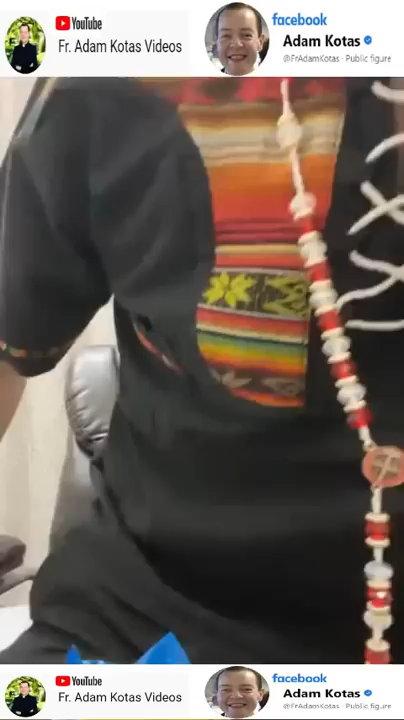 YouTube
Fr. Adam Kotas Videos
facebook
Adam Kotas
@FrAdamKotas · Public figure
YouTube
Fr. Adam Kotas Videos
facebook
Adam Kotas
@FrAdamKotas · Public figure